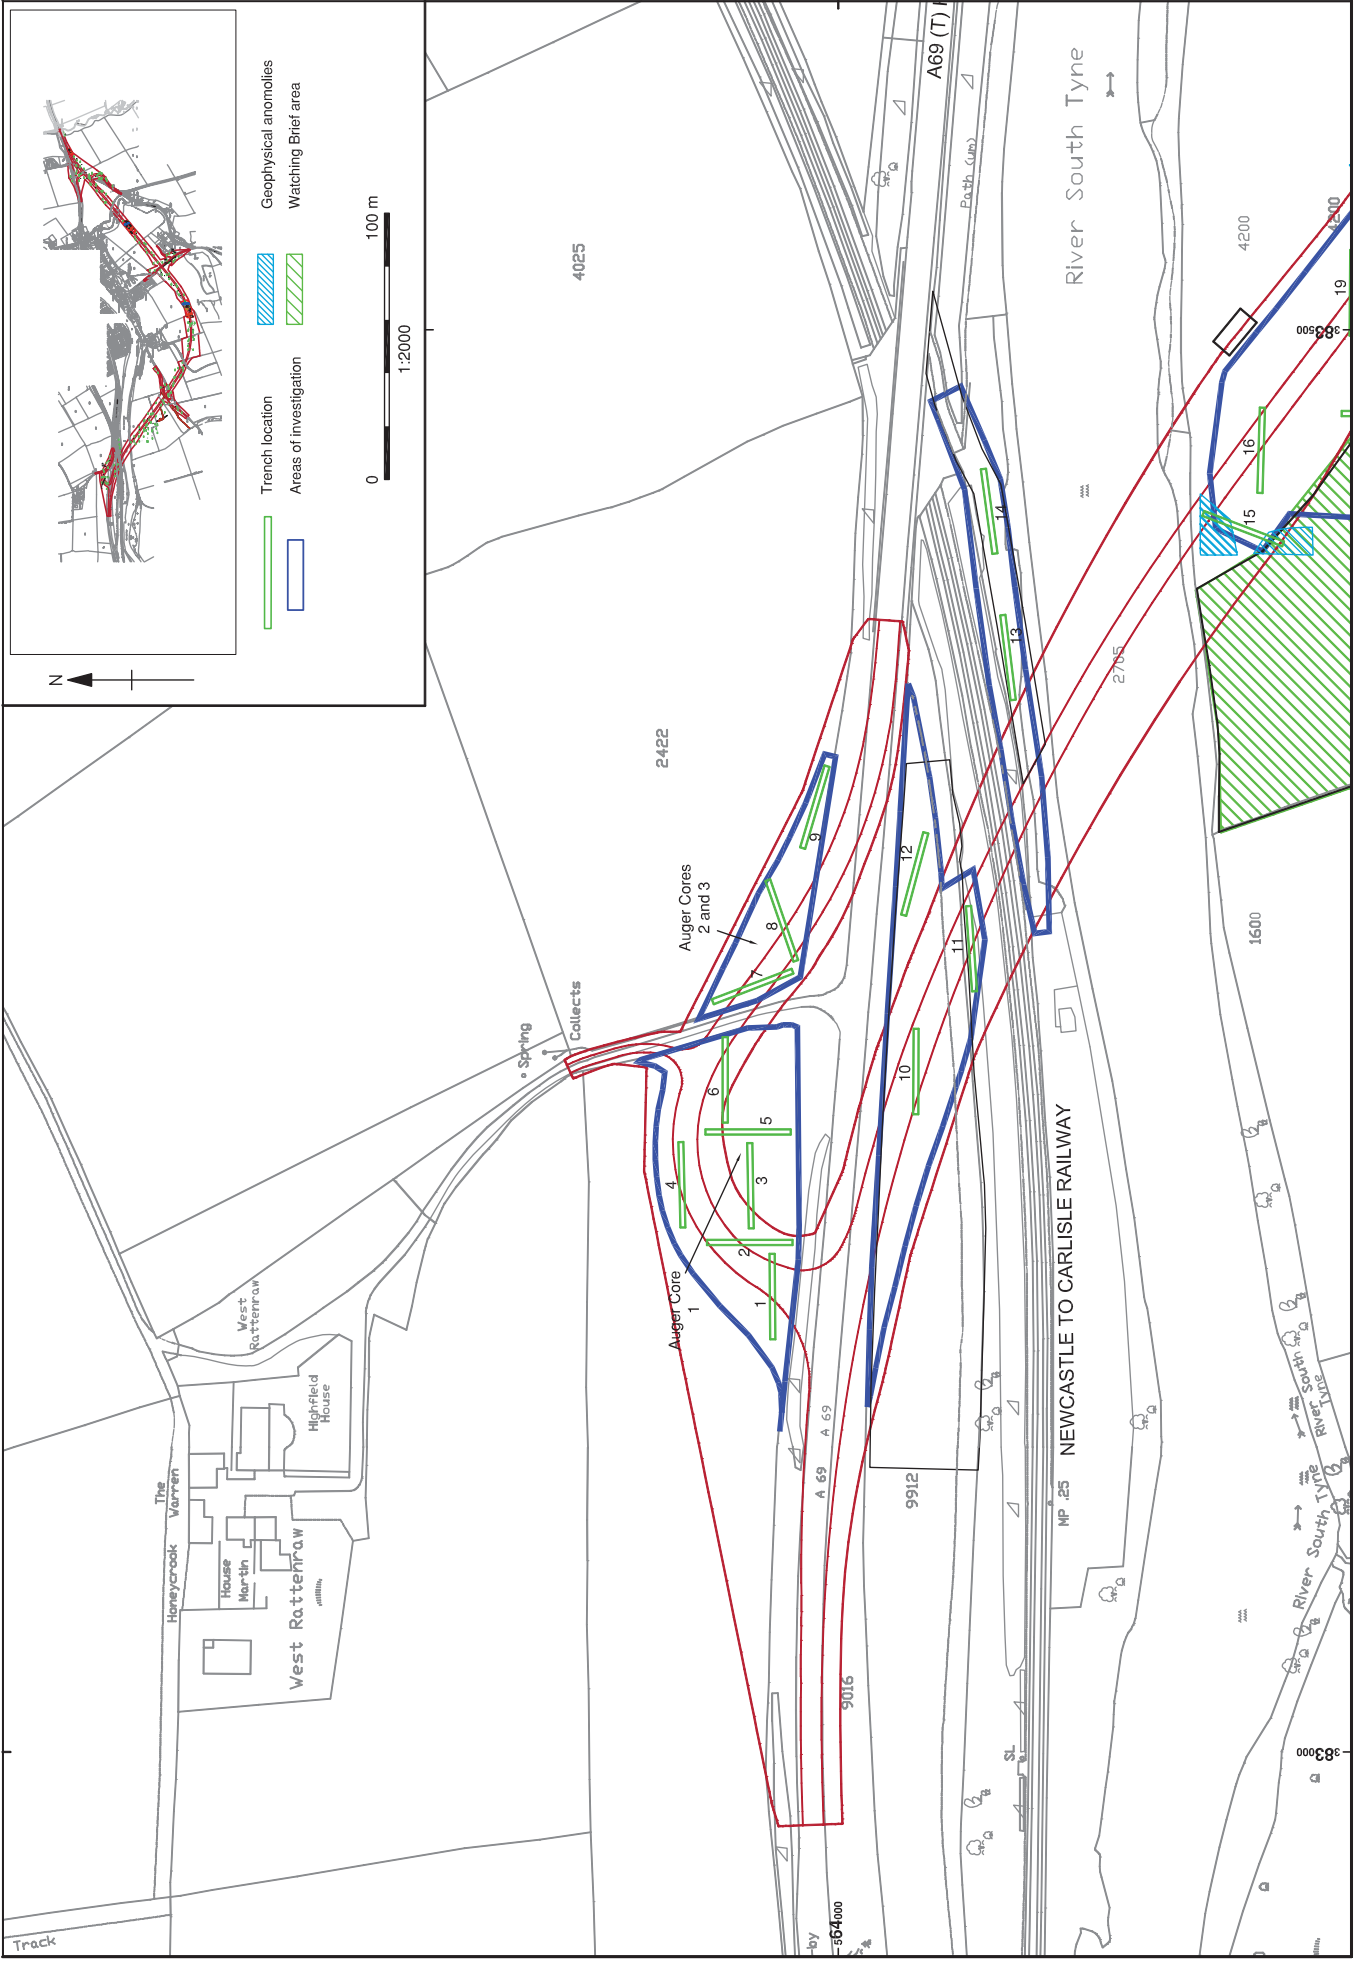 N
Trench location
Areas of investigation
Geophysical anomolies
Watching Brief area
0
100 m
1:2000
Track
The
Warren
Honeycrook
House
Martin
West Rattenraw
Highfield
House
West
Rattenraw
Spring
Collects
4025
2422
Auger Cores
2 and 3
Auger Core
1
1
2
3
4
5
6
7
8
9
10
11
12
13
14
15
16
19
A69 (T)
Path (um)
River South Tyne
4200
4200
2705
1600
A 69
A 69
9912
9016
MP .25
NEWCASTLE TO CARLISLE RAILWAY
SL
River South Tyne
River South
Tyne
by
564000
383000
383500